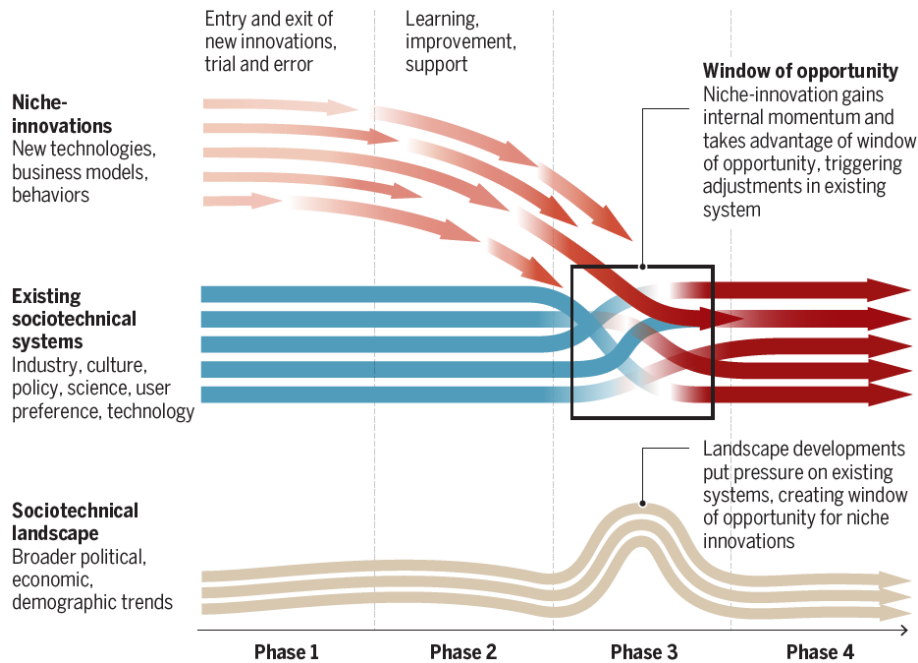 Entry and exit of
new innovations,
trial and error
Learning,
improvement,
support
Niche-
innovations
New technologies,
business models,
behaviors
Window of opportunity
Niche-innovation gains
internal momentum and
takes advantage of window
of opportunity, triggering
adjustments in existing
system
Existing
sociotechnical
systems
Industry, culture,
policy, science, user
preference, technology
Landscape developments
put pressure on existing
systems, creating window
of opportunity for niche
innovations
Sociotechnical
landscape
Broader political,
economic,
demographic trends
Phase 1
Phase 2
Phase 3
Phase 4